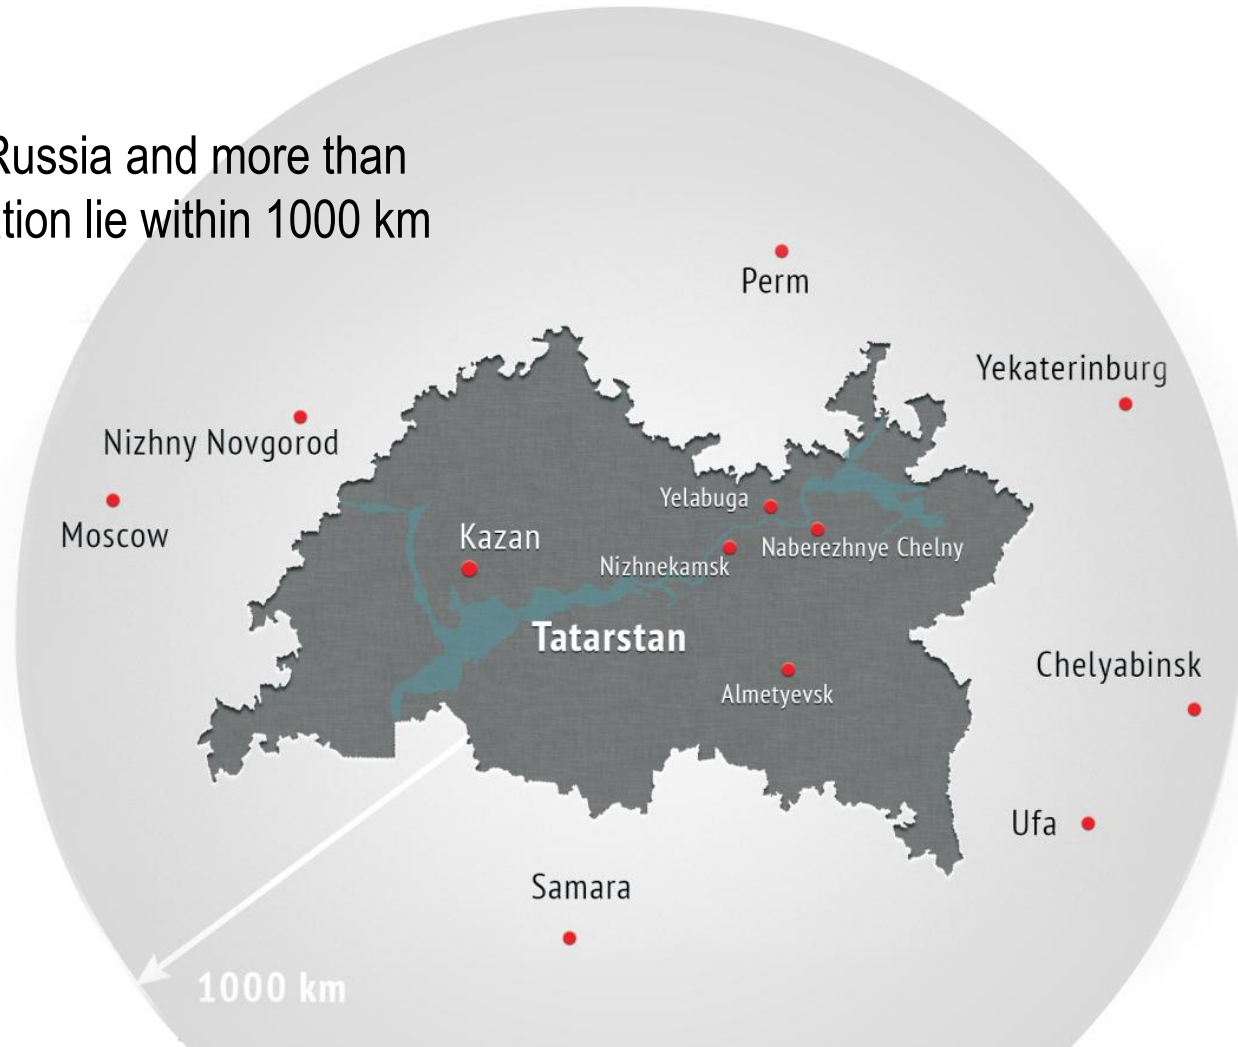 Russia and more than
tion lie within 1000 km
Perm
Yekaterinburg
Nizhny Novgorod
Moscow
Yelabuga
Kazan
Naberezhnye Chelny
Nizhnekamsk
Tatarstan
Chelyabinsk
Almetyevsk
Ufa
Samara
1000 km